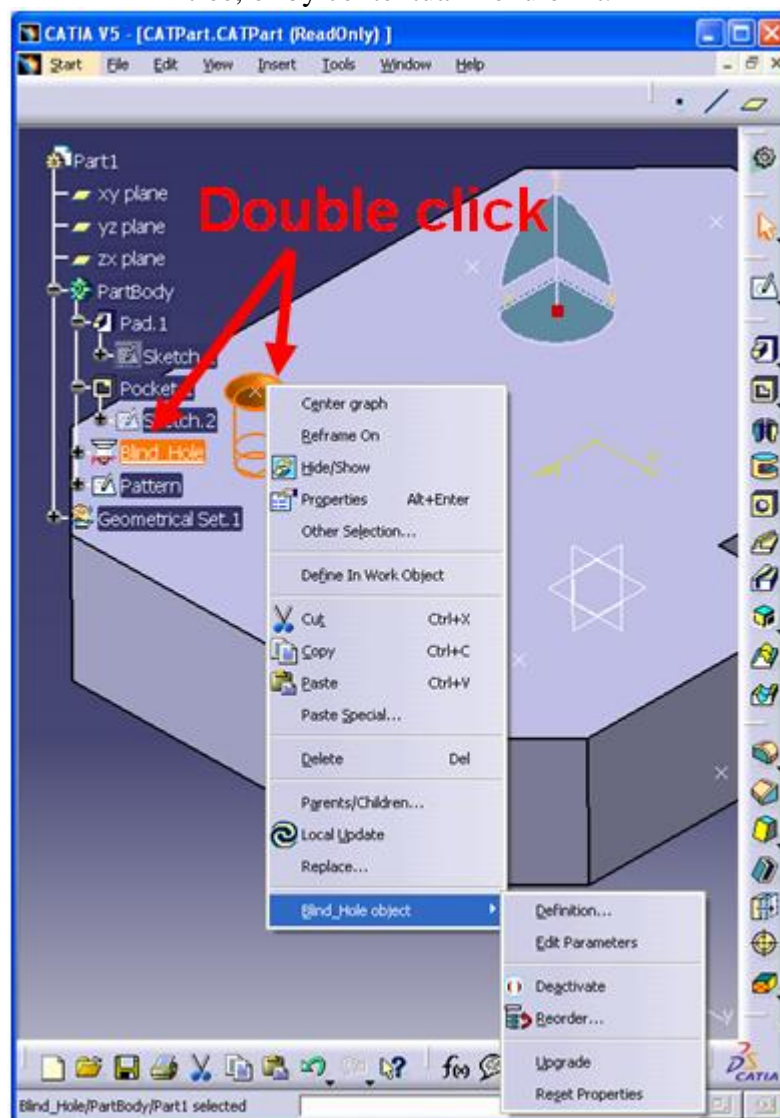 CATIA V5 - [CATPart.CATPart (ReadOnly) ]
Start File Edit View Insert Tools Window Help
Part1
xy plane
yz plane
zx plane
Double click
PartBody
Pad.1
Pocket
Sketch.2
Blind_Hole
Pattern
Geometrical Set.1
Center graph
Reframe On
Hide/Show
Properties Alt+Enter
Other Selection...
Define In Work Object
Cut Ctrl+X
Copy Ctrl+C
Paste Ctrl+V
Paste Special...
Delete Del
Parents/Children...
Local Update
Replace...
Blind_Hole object
Definition...
Edit Parameters
Deactivate
Reorder...
Upgrade
Reset Properties
f(x)
CATIA
Blind_Hole/PartBody/Part1 selected